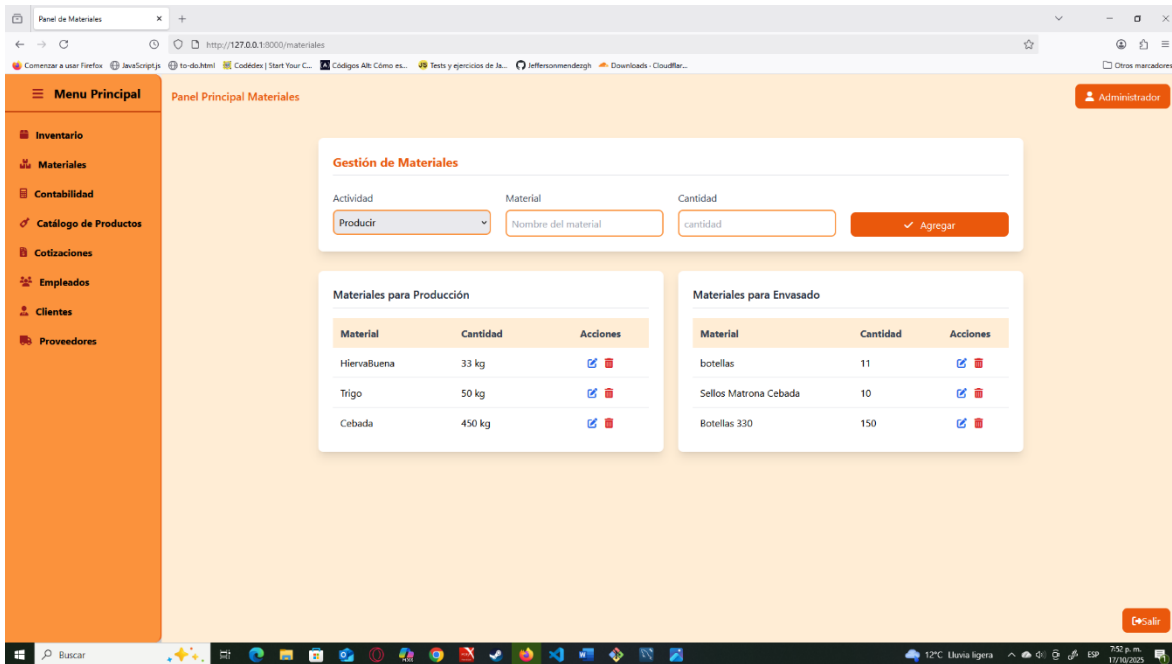 Panel de Materiales
http://127.0.0.1:8000/materiales
Comenzar a usar Firefox JavaScript.js to-do.html Codédex | Start Your C... Códigos Alt: Cómo es... JS Tests y ejercicios de Ja... Jeffersonmendezgh Downloads · Cloudflar... Otros marcadores
Menu Principal
Panel Principal Materiales
Administrador
Inventario
Materiales
Contabilidad
Catálogo de Productos
Cotizaciones
Empleados
Clientes
Proveedores
Gestión de Materiales
Actividad Material Cantidad
Producir Nombre del material cantidad Agregar
Materiales para Producción
Material Cantidad Acciones
HiervaBuena 33 kg
Trigo 50 kg
Cebada 450 kg
Materiales para Envasado
Material Cantidad Acciones
botellas 11
Sellos Matrona Cebada 10
Botellas 330 150
Salir
Buscar
12°C Lluvia ligera ESP 7:52 p. m.
17/10/2025